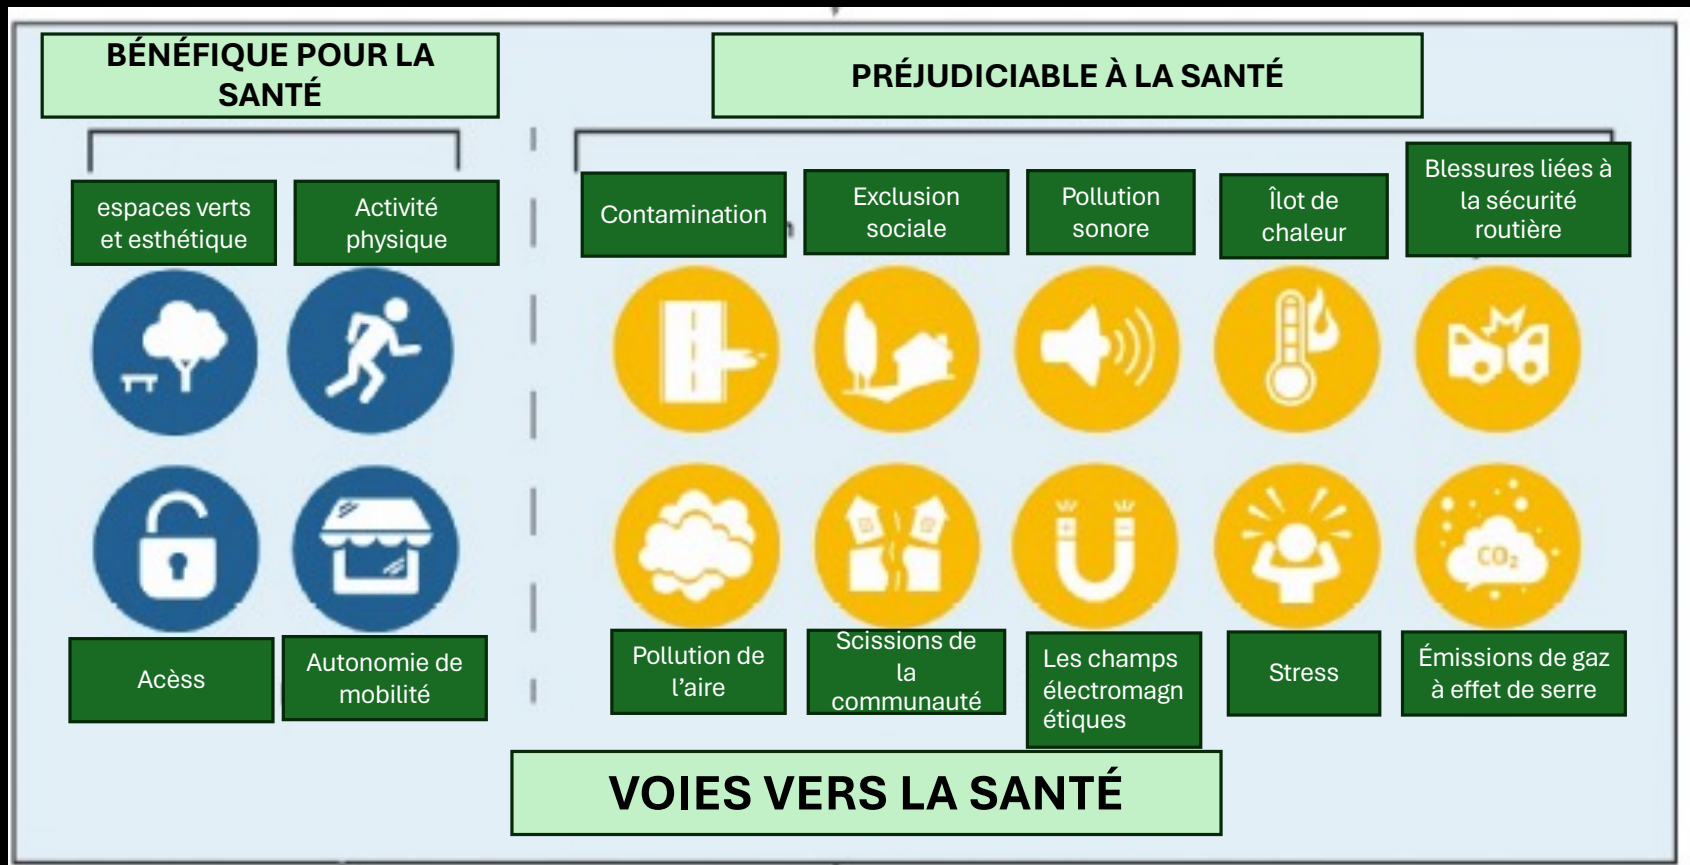 BÉNÉFIQUE POUR LA
SANTÉ
PRÉJUDICIABLE À LA SANTÉ
espaces verts
et esthétique
Activité
physique
Contamination
Exclusion
sociale
Pollution
sonore
Îlot de
chaleur
Blessures liées à
la sécurité
routière
Acèss
Autonomie de
mobilité
Pollution de
l’aire
Scissions de
la
communauté
Les champs
électromagn
étiques
Stress
CO₂
Émissions de gaz
à effet de serre
VOIES VERS LA SANTÉ